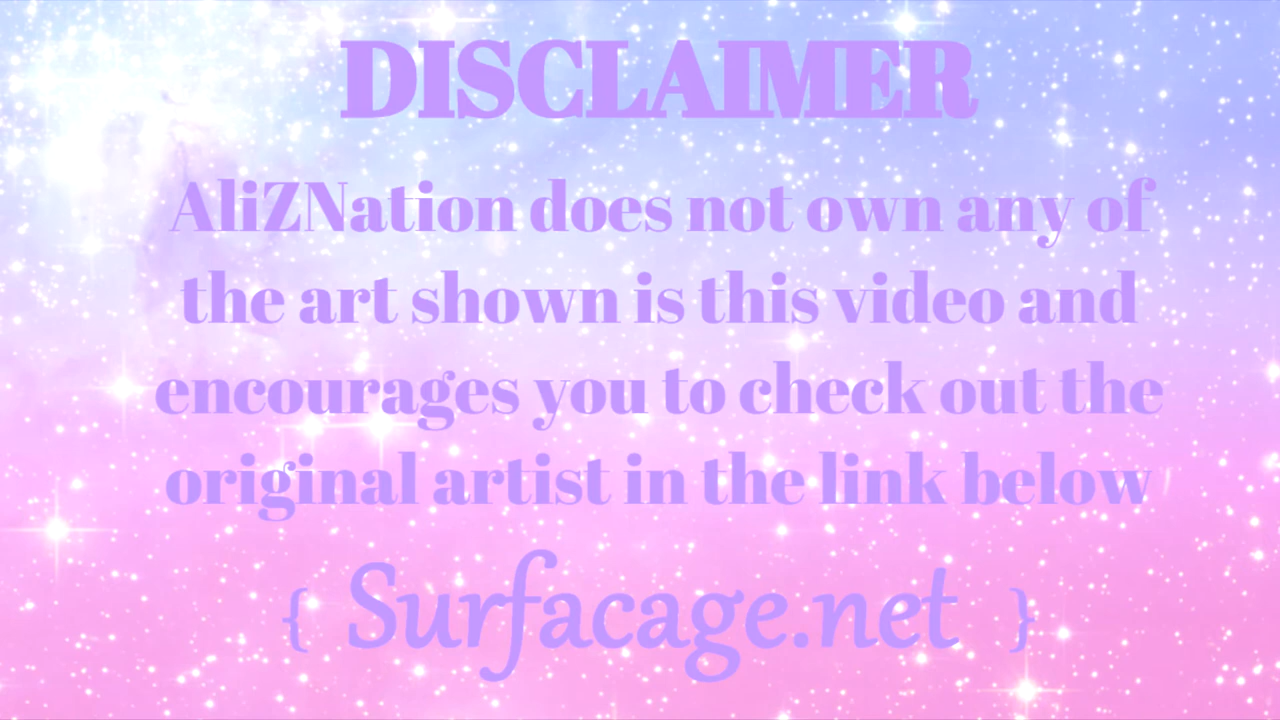 DISCLAIMER
AliZNation does not own any of
the art shown is this video and
encourages you to check out the
original artist in the link below
{ Surfacage.net }